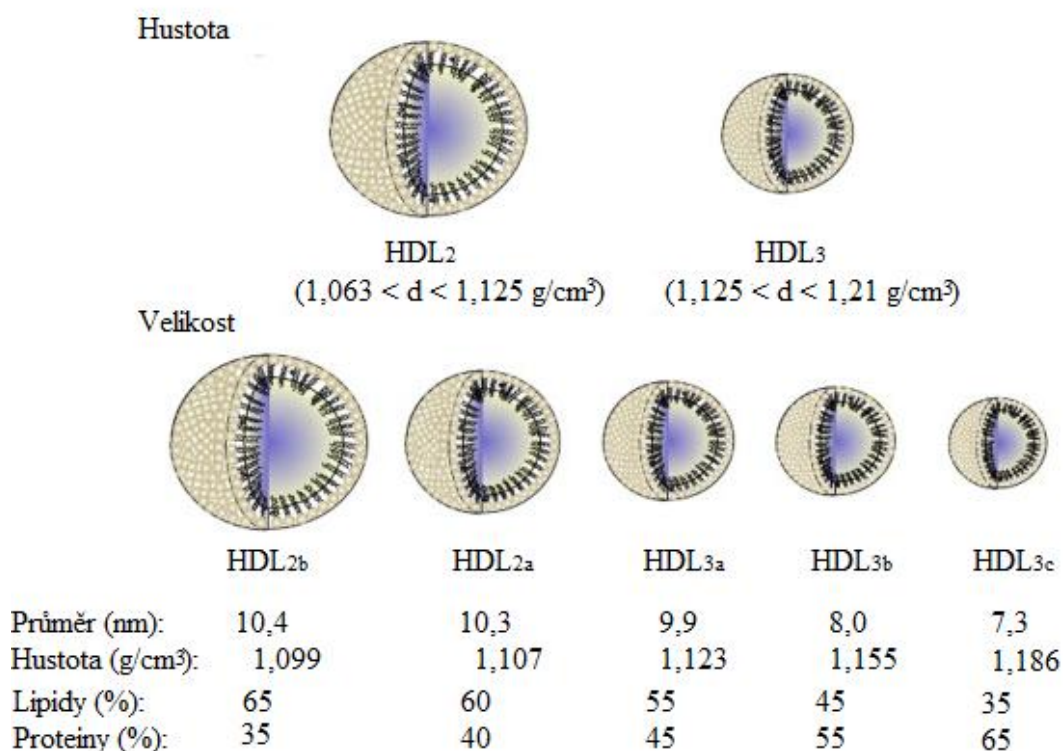 Hustota
HDL2 HDL3
(1,063 < d < 1,125 g/cm³) (1,125 < d < 1,21 g/cm³)
Velikost
HDL2b HDL2a HDL3a HDL3b HDL3c
Průměr (nm): 10,4 10,3 9,9 8,0 7,3
Hustota (g/cm³): 1,099 1,107 1,123 1,155 1,186
Lipidy (%): 65 60 55 45 35
Proteiny (%): 35 40 45 55 65